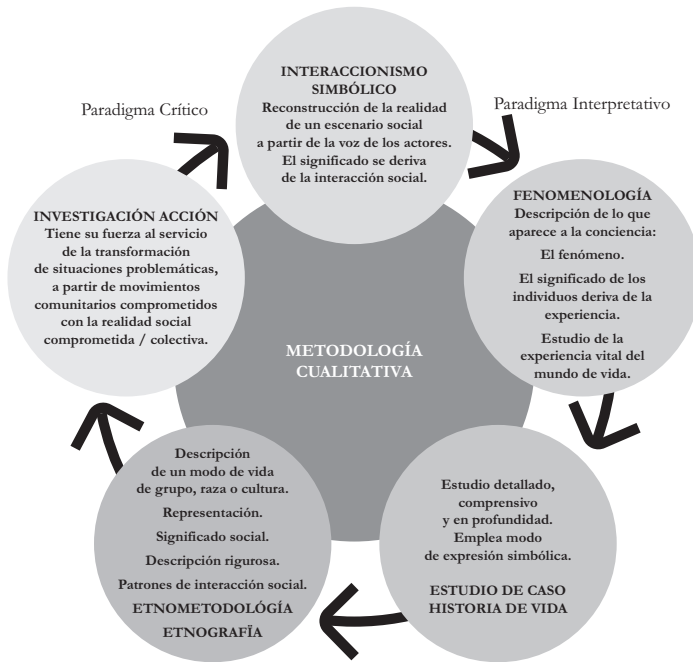 Paradigma Crítico
Paradigma Interpretativo
INTERACCIONISMO
SIMBÓLICO
Reconstrucción de la realidad
de un escenario social
a partir de la voz de los actores.
El significado se deriva
de la interacción social.
FENOMENOLOGÍA
Descripción de lo que
aparece a la conciencia:
El fenómeno.
El significado de los
individuos deriva de la
experiencia.
Estudio de la
experiencia vital del
mundo de vida.
Estudio detallado,
comprensivo
y en profundidad.
Emplea modo
de expresión simbólica.
ESTUDIO DE CASO
HISTORIA DE VIDA
Descripción
de un modo de vida
de grupo, raza o cultura.
Representación.
Significado social.
Descripción rigurosa.
Patrones de interacción social.
ETNOMETODÓLÓGÍA
ETNOGRAFÏA
INVESTIGACIÓN ACCIÓN
Tiene su fuerza al servicio
de la transformación
de situaciones problemáticas,
a partir de movimientos
comunitarios comprometidos
con la realidad social
comprometida / colectiva.
METODOLOGÍA
CUALITATIVA